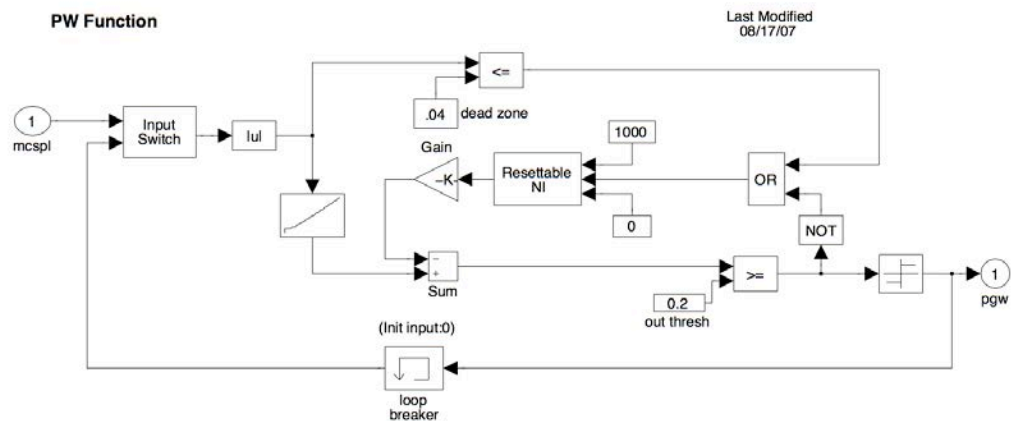 PW Function
Last Modified
08/17/07
<=
.04
dead zone
1
mcspl
Input
Switch
|u|
1000
Gain
-K-
Resettable
NI
OR
0
NOT
-
+
Sum
>=
0.2
out thresh
1
pgw
(Init input:0)
loop
breaker